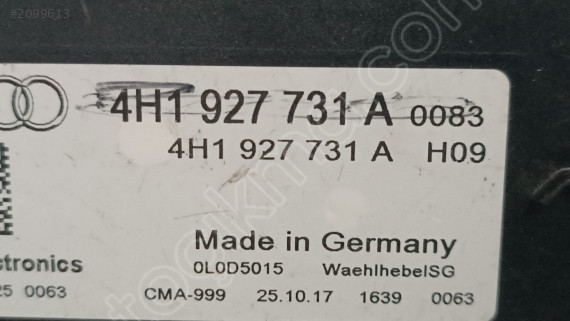 #2099613
4H1 927 731 A 0083
4H1 927 731 A H09
Made in Germany
ctronics 0L0D5015 WaehlhebelSG
25 0063 CMA-999 25.10.17 1639 0063